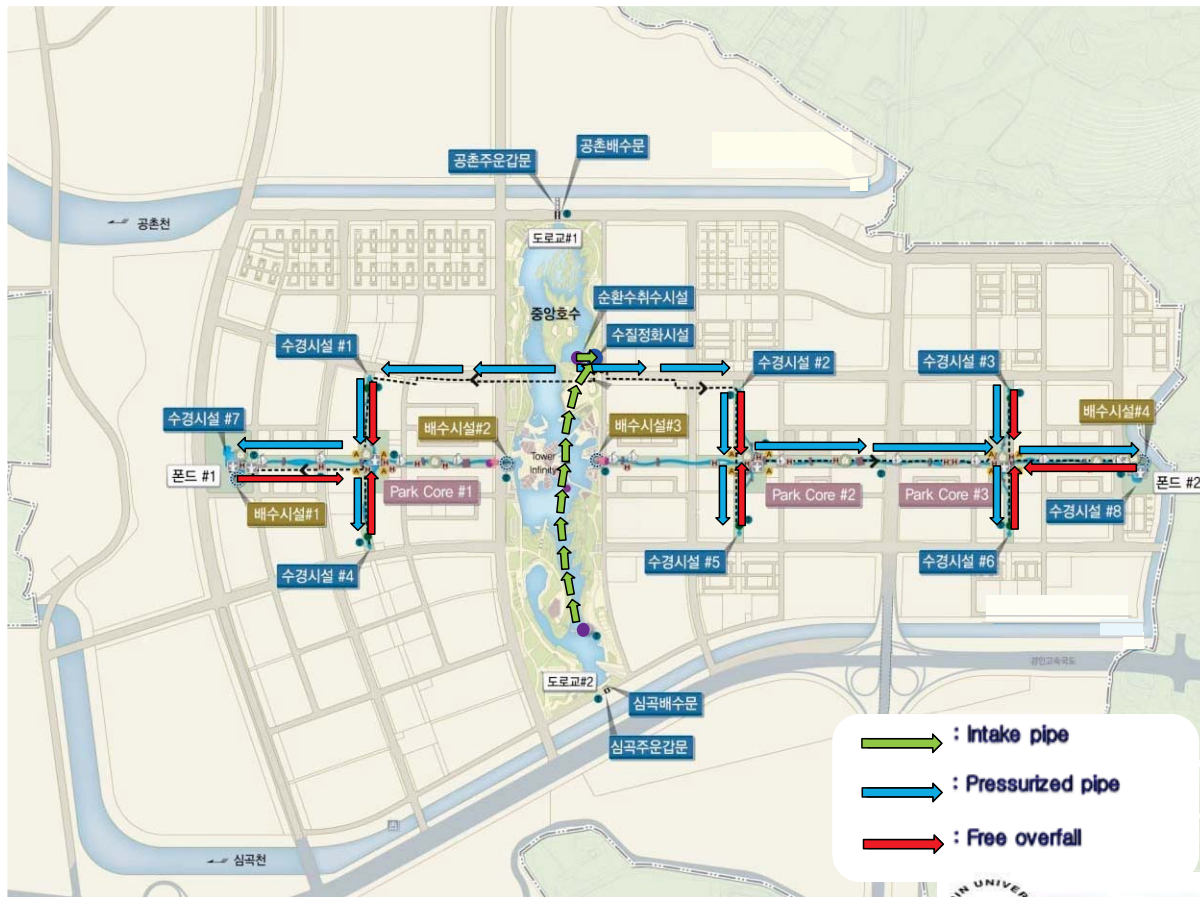 공촌배수문
공촌주운갑문
공촌천
도로교#1
순환수취수시설
중앙호수
수질정화시설
수경시설 #1
수경시설 #2
수경시설 #3
수경시설 #7
배수시설#2
배수시설#3
배수시설#4
Tower
Infinity
폰드 #1
Park Core #1
Park Core #2
Park Core #3
폰드 #2
배수시설#1
수경시설 #8
수경시설 #4
수경시설 #5
수경시설 #6
경인고속국도
도로교#2
심곡배수문
심곡주운갑문
심곡천
: Intake pipe
: Pressurized pipe
: Free overfall
UNIVER